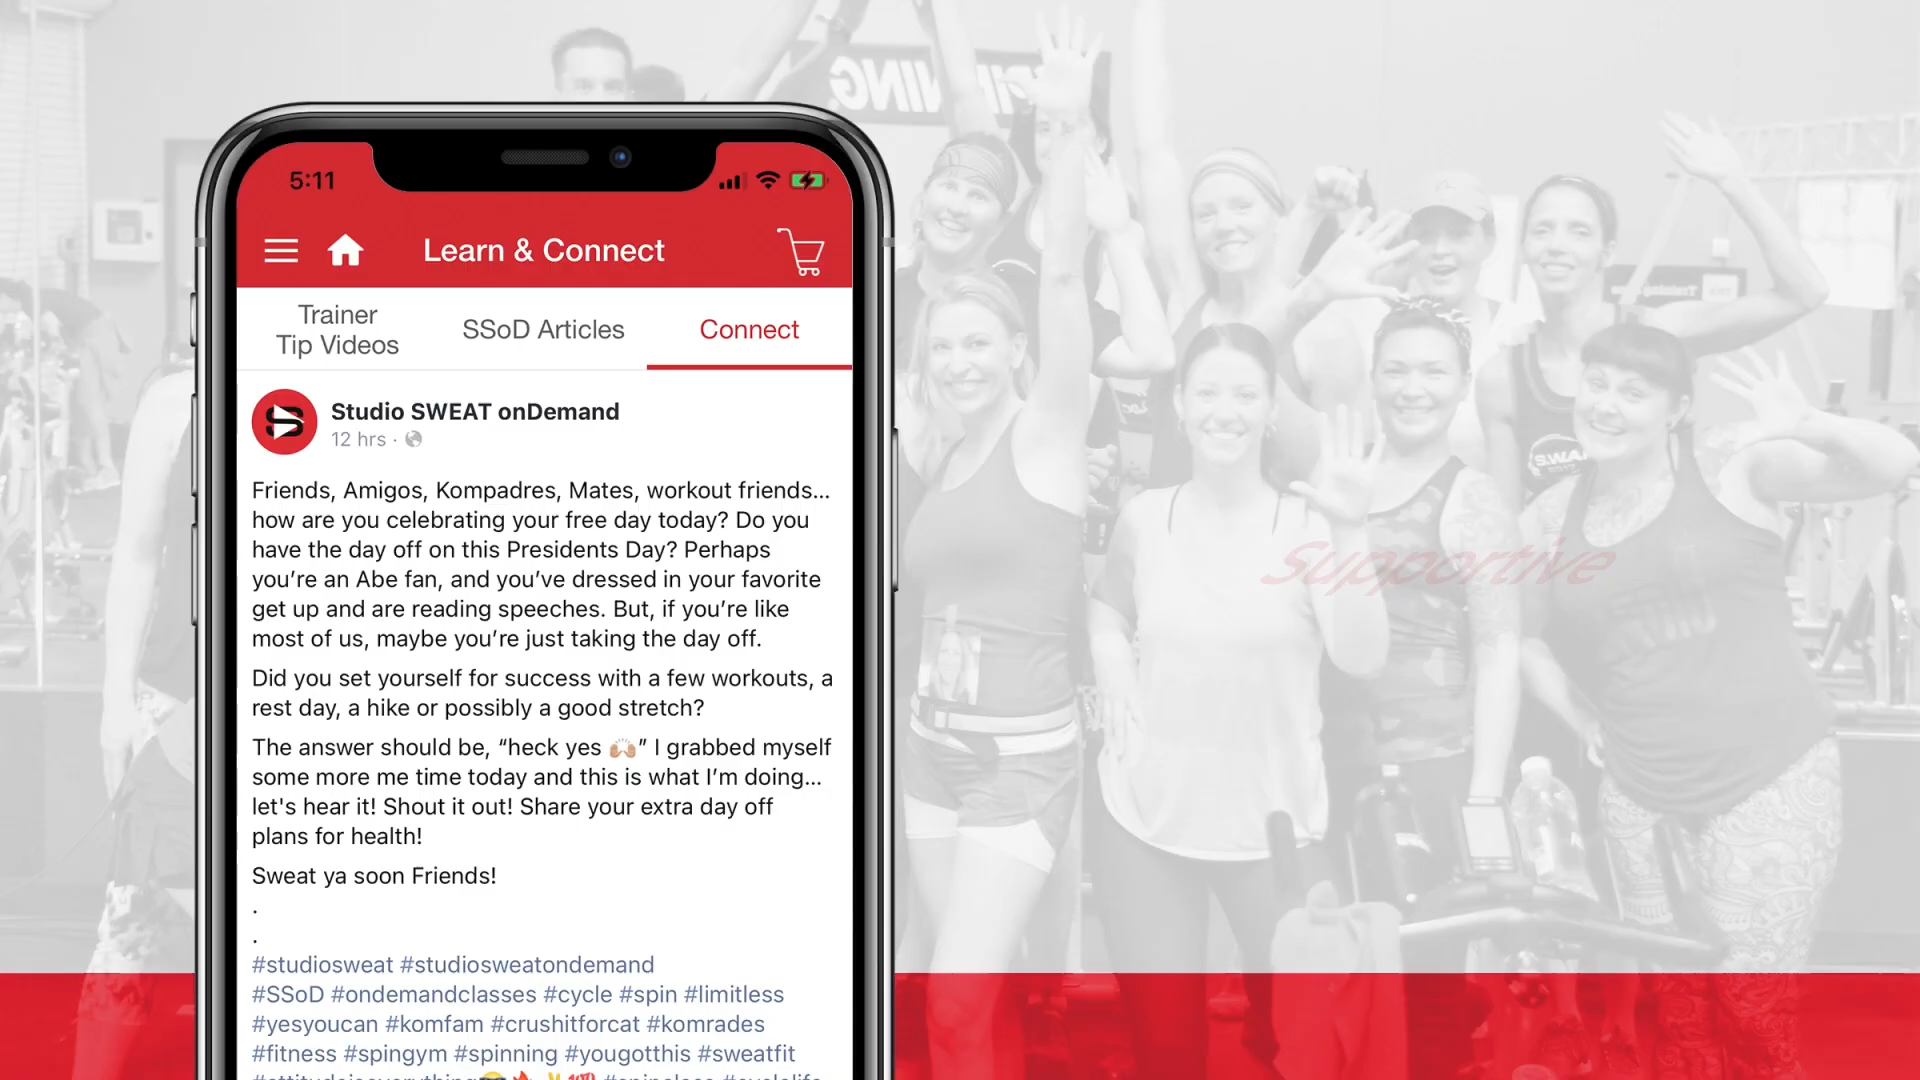 5:11
Learn & Connect
Trainer
Tip Videos
SSoD Articles
Connect
Studio SWEAT onDemand
12 hrs ·
Friends, Amigos, Kompadres, Mates, workout friends...
how are you celebrating your free day today? Do you
have the day off on this Presidents Day? Perhaps
you’re an Abe fan, and you’ve dressed in your favorite
get up and are reading speeches. But, if you’re like
most of us, maybe you’re just taking the day off.
Did you set yourself for success with a few workouts, a
rest day, a hike or possibly a good stretch?
The answer should be, “heck yes 🙌🏼” I grabbed myself
some more me time today and this is what I’m doing...
let's hear it! Shout it out! Share your extra day off
plans for health!
Sweat ya soon Friends!
.
.
#studiosweat #studiosweatondemand
#SSoD #ondemandclasses #cycle #spin #limitless
#yesyoucan #komfam #crushitforcat #komrades
#fitness #spingym #spinning #yougotthis #sweatfit
Supportive